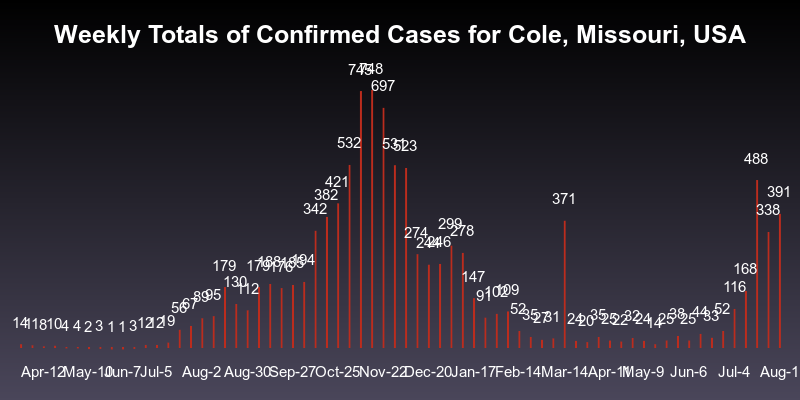 Weekly Totals of Confirmed Cases for Cole, Missouri, USA
14 11 8 10 4 4 2 3 1 1 3 12 12 19 56 67 89 95 179 130 112 179 188 176 185 194 342 382 421 532 748 697 531 523 274 244 246 299 278 147 91 102 109 52 35 27 31 371 24 20 35 25 22 32 24 14 25 38 25 44 33 52 116 168 488 338 391
Apr-12 May-10 Jun-7 Jul-5 Aug-2 Aug-30 Sep-27 Oct-25 Nov-22 Dec-20 Jan-17 Feb-14 Mar-14 Apr-11 May-9 Jun-6 Jul-4 Aug-1